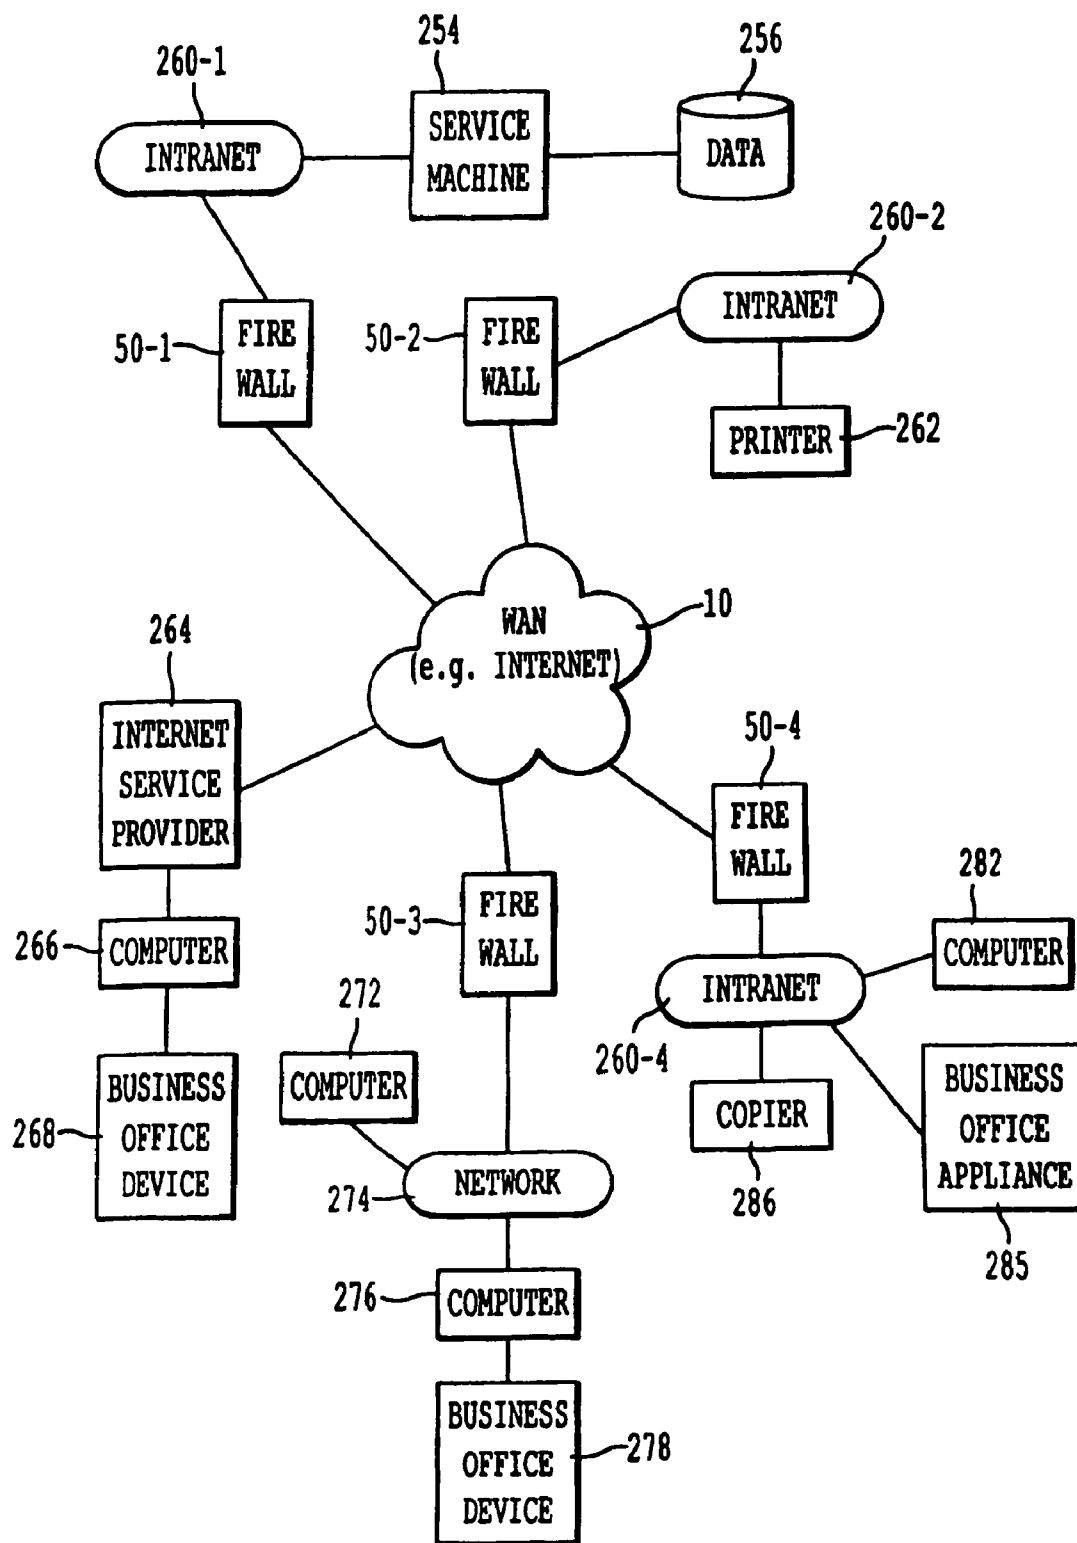 254
256
260-1
SERVICE
MACHINE
INTRANET
DATA
260-2
INTRANET
FIRE
WALL
50-1
FIRE
WALL
50-2
PRINTER
262
10
WAN
(e.g. INTERNET)
264
INTERNET
SERVICE
PROVIDER
50-4
FIRE
WALL
282
COMPUTER
50-3
FIRE
WALL
266
COMPUTER
INTRANET
260-4
272
COMPUTER
BUSINESS
OFFICE
DEVICE
268
COPIER
286
BUSINESS
OFFICE
APPLIANCE
285
NETWORK
274
276
COMPUTER
BUSINESS
OFFICE
DEVICE
278